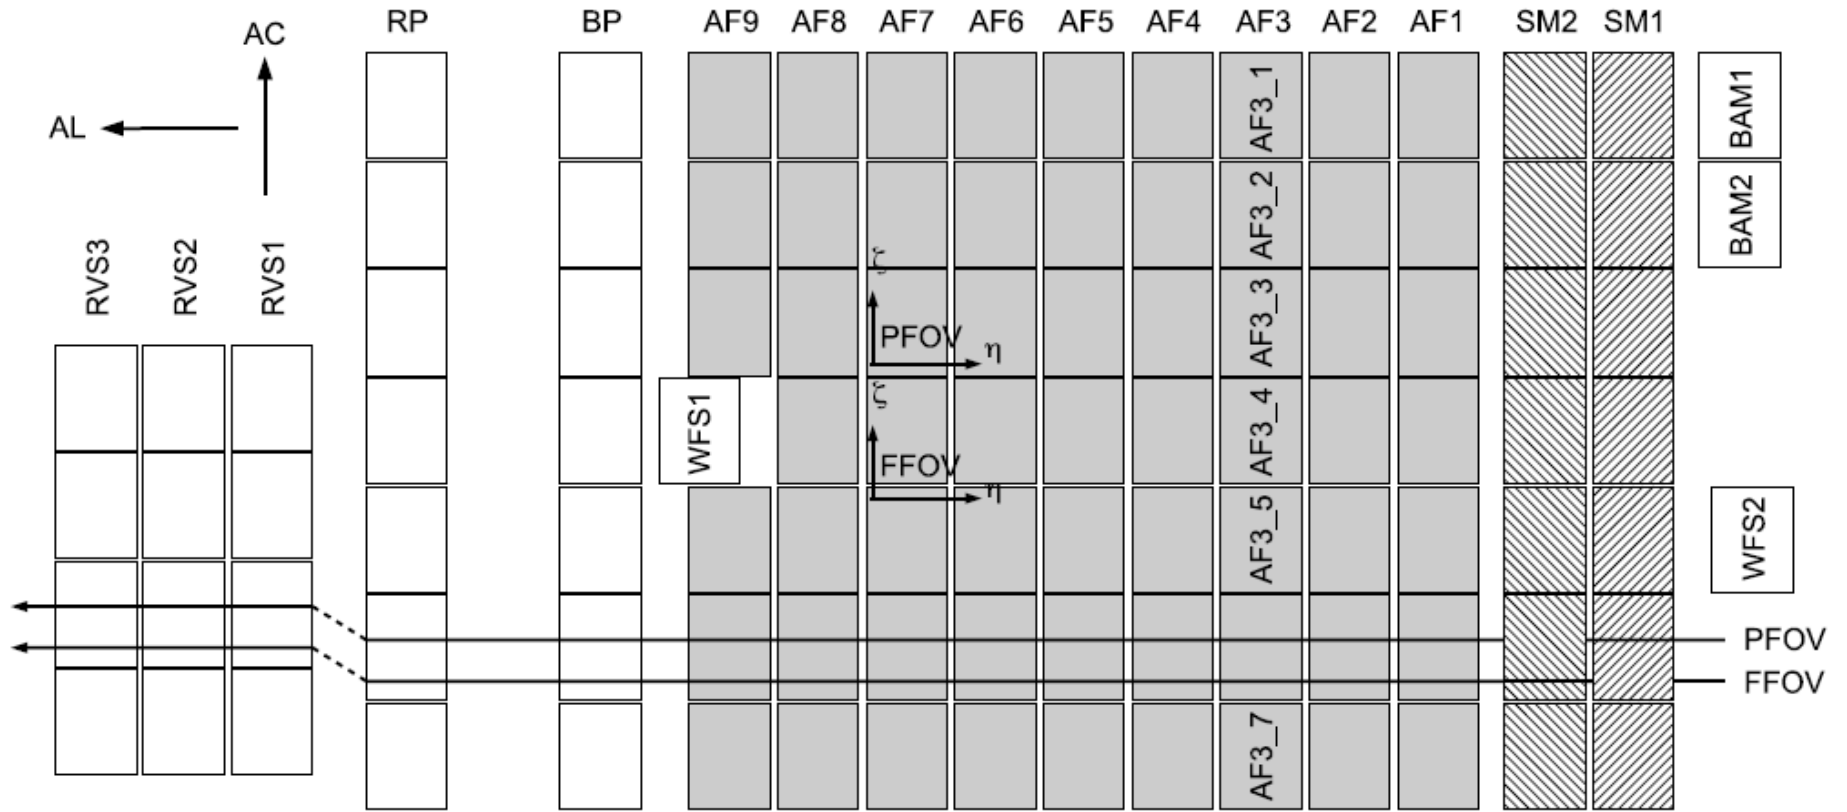 RP BP AF9 AF8 AF7 AF6 AF5 AF4 AF3 AF2 AF1 SM2 SM1
AC
AL
RVS3 RVS2 RVS1
AF3_1
AF3_2
AF3_3
AF3_4
AF3_5
AF3_7
BAM1
BAM2
ζ
PFOV η
WFS1
ζ
FFOV
η
WFS2
PFOV
FFOV